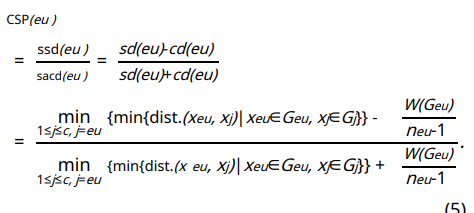 CSP(eu )
= ssd(eu ) / sacd(eu ) = sd(eu)-cd(eu) / sd(eu)+cd(eu)
= min 1≤j≤c, j=eu {min{dist.(xeu, xj)| xeu∈Geu, xj∈Gj}} - W(Geu) / neu-1
min 1≤j≤c, j=eu {min{dist.(x eu, xj)| xeu∈Geu, xj∈Gj}} + W(Geu) / neu-1 .
(5)